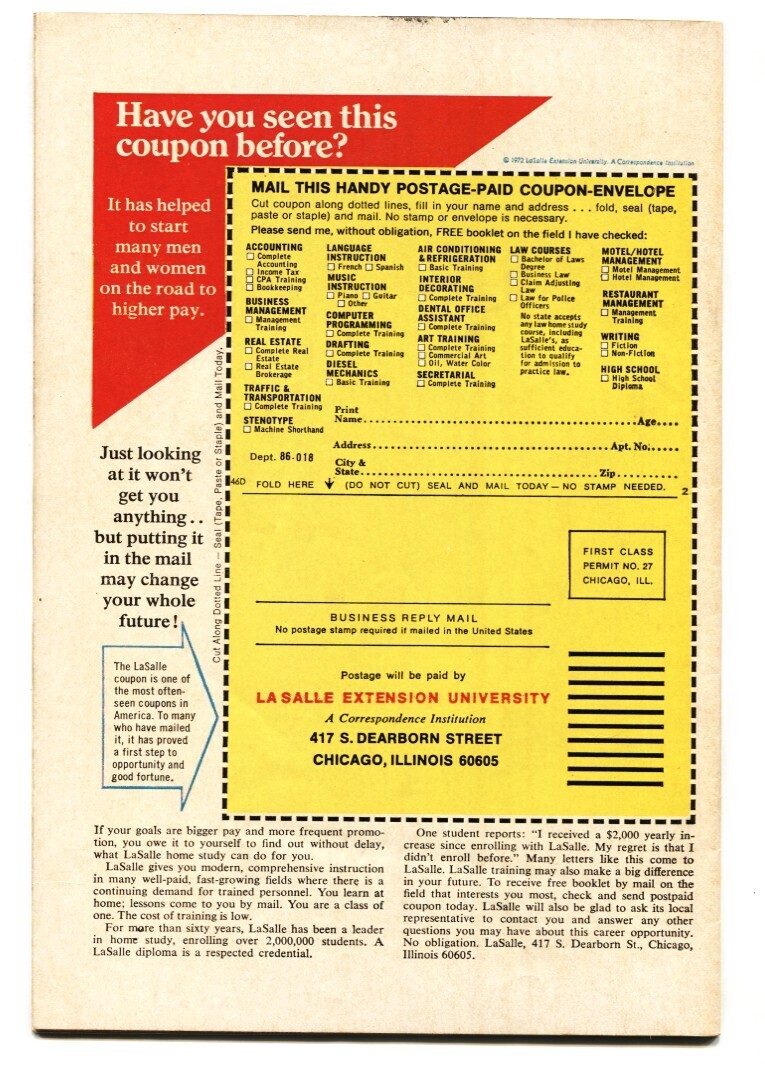 Have you seen this
coupon before?
© 1972 LaSalle Extension University. A Correspondence Institution
It has helped
to start
many men
and women
on the road to
higher pay.
Just looking
at it won't
get you
anything . .
but putting it
in the mail
may change
your whole
future!
The LaSalle
coupon is one of
the most often-
seen coupons in
America. To many
who have mailed
it, it has proved
a first step to
opportunity and
good fortune.
Cut Along Dotted Line — Seal (Tape, Paste or Staple) and Mail Today,
MAIL THIS HANDY POSTAGE-PAID COUPON-ENVELOPE
Cut coupon along dotted lines, fill in your name and address . . . fold, seal (tape,
paste or staple) and mail. No stamp or envelope is necessary.
Please send me, without obligation, FREE booklet on the field I have checked:
ACCOUNTING
☐ Complete
Accounting
☐ Income Tax
☐ CPA Training
☐ Bookkeeping
BUSINESS
MANAGEMENT
☐ Management
Training
REAL ESTATE
☐ Complete Real
Estate
☐ Real Estate
Brokerage
TRAFFIC &
TRANSPORTATION
☐ Complete Training
STENOTYPE
☐ Machine Shorthand
LANGUAGE
INSTRUCTION
☐ French ☐ Spanish
MUSIC
INSTRUCTION
☐ Piano ☐ Guitar
☐ Other
COMPUTER
PROGRAMMING
☐ Complete Training
DRAFTING
☐ Complete Training
DIESEL
MECHANICS
☐ Basic Training
AIR CONDITIONING
& REFRIGERATION
☐ Basic Training
INTERIOR
DECORATING
☐ Complete Training
DENTAL OFFICE
ASSISTANT
☐ Complete Training
ART TRAINING
☐ Complete Training
☐ Commercial Art
☐ Oil, Water Color
SECRETARIAL
☐ Complete Training
LAW COURSES
☐ Bachelor of Laws
Degree
☐ Business Law
☐ Claim Adjusting
Law
☐ Law for Police
Officers
No state accepts
any law home study
course, including
LaSalle's, as
sufficient educa-
tion to qualify
for admission to
practice law.
MOTEL/HOTEL
MANAGEMENT
☐ Motel Management
☐ Hotel Management
RESTAURANT
MANAGEMENT
☐ Management
Training
WRITING
☐ Fiction
☐ Non-Fiction
HIGH SCHOOL
☐ High School
Diploma
Print
Name....................Age....
Address....................Apt. No......
Dept. 86-018
City &
State....................Zip..........
46D FOLD HERE (DO NOT CUT) SEAL AND MAIL TODAY — NO STAMP NEEDED. 2
FIRST CLASS
PERMIT NO. 27
CHICAGO, ILL.
BUSINESS REPLY MAIL
No postage stamp required if mailed in the United States
Postage will be paid by
LA SALLE EXTENSION UNIVERSITY
A Correspondence Institution
417 S. DEARBORN STREET
CHICAGO, ILLINOIS 60605
If your goals are bigger pay and more frequent promo-
tion, you owe it to yourself to find out without delay,
what LaSalle home study can do for you.
LaSalle gives you modern, comprehensive instruction
in many well-paid, fast-growing fields where there is a
continuing demand for trained personnel. You learn at
home; lessons come to you by mail. You are a class of
one. The cost of training is low.
For more than sixty years, LaSalle has been a leader
in home study, enrolling over 2,000,000 students. A
LaSalle diploma is a respected credential.
One student reports: "I received a $2,000 yearly in-
crease since enrolling with LaSalle. My regret is that I
didn't enroll before." Many letters like this come to
LaSalle. LaSalle training may also make a big difference
in your future. To receive free booklet by mail on the
field that interests you most, check and send postpaid
coupon today. LaSalle will also be glad to ask its local
representative to contact you and answer any other
questions you may have about this career opportunity.
No obligation. LaSalle, 417 S. Dearborn St., Chicago,
Illinois 60605.